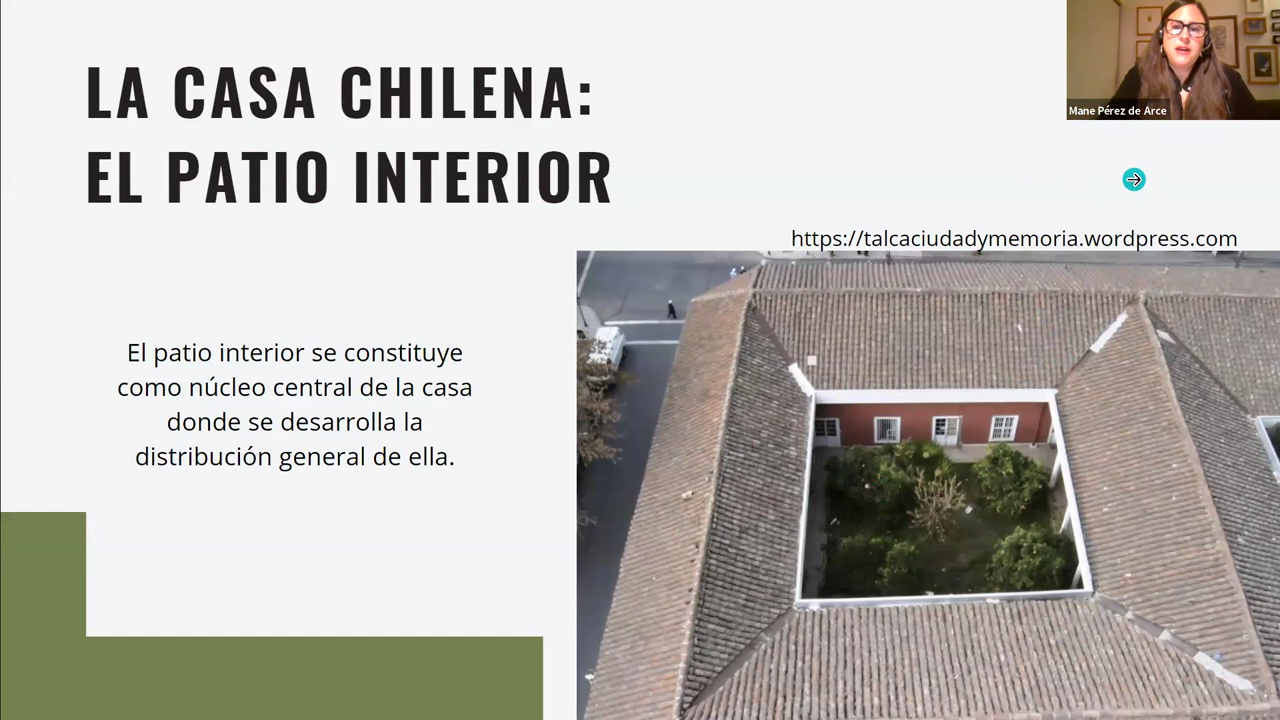 LA CASA CHILENA:
EL PATIO INTERIOR
Mane Pérez de Arce
https://talcaciudadymemoria.wordpress.com
El patio interior se constituye
como núcleo central de la casa
donde se desarrolla la
distribución general de ella.